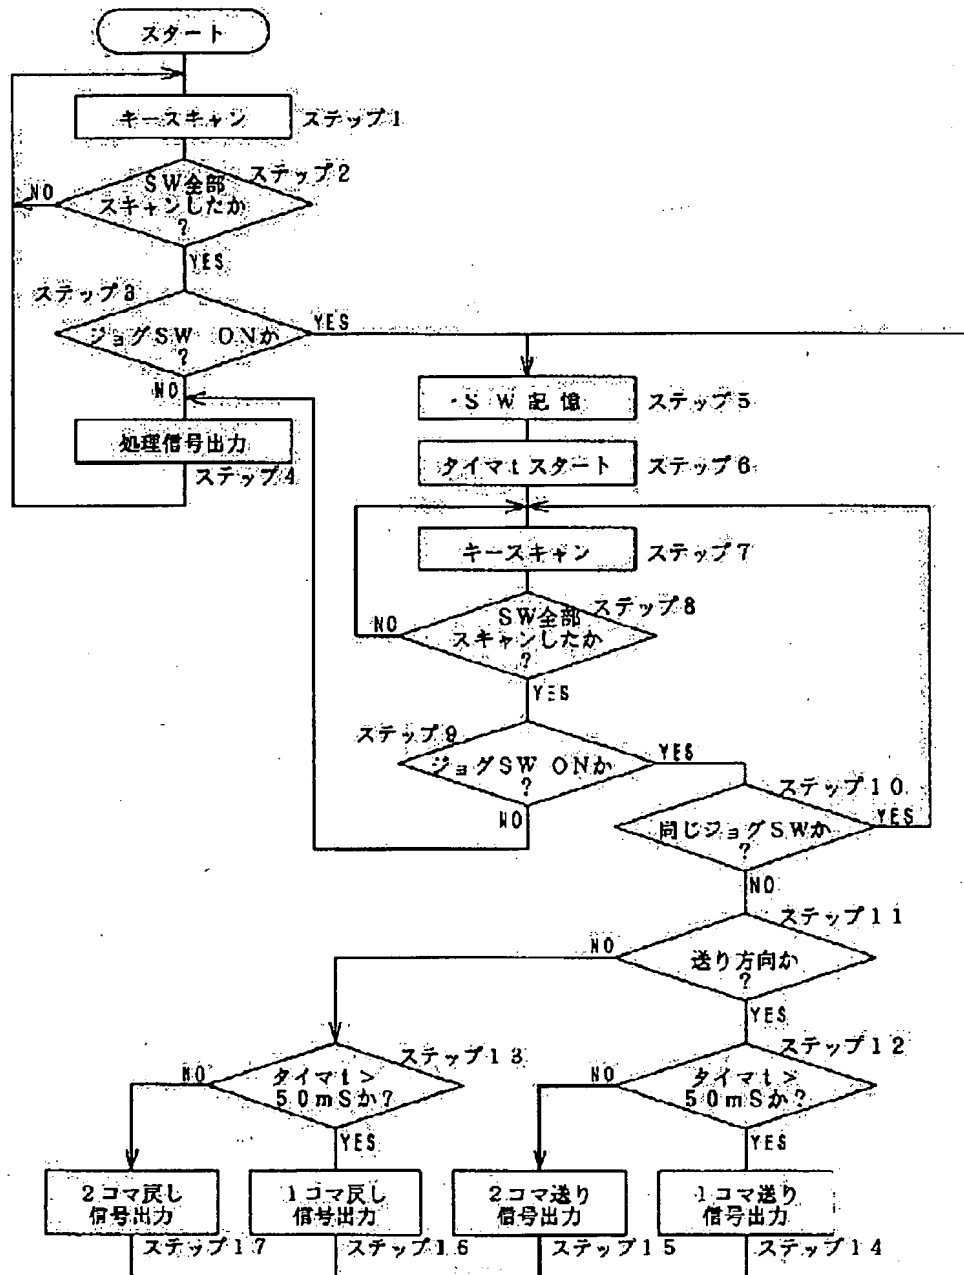 スタート
キースキャン
ステップ1
ステップ2
SW全部
スキャンしたか
?
NO
YES
ステップ3
ジョグSW ONか
?
YES
NO
処理信号出力
ステップ4
SW記憶
ステップ5
タイマtスタート
ステップ6
キースキャン
ステップ7
ステップ8
SW全部
スキャンしたか
?
NO
YES
ステップ9
ジョグSW ONか
?
YES
NO
ステップ10
同じジョグSWか
?
YES
NO
ステップ11
送り方向か
?
NO
YES
ステップ13
タイマt>
50mSか?
NO
YES
ステップ12
タイマt>
50mSか?
NO
YES
2コマ戻し
信号出力
ステップ17
1コマ戻し
信号出力
ステップ16
2コマ送り
信号出力
ステップ15
1コマ送り
信号出力
ステップ14